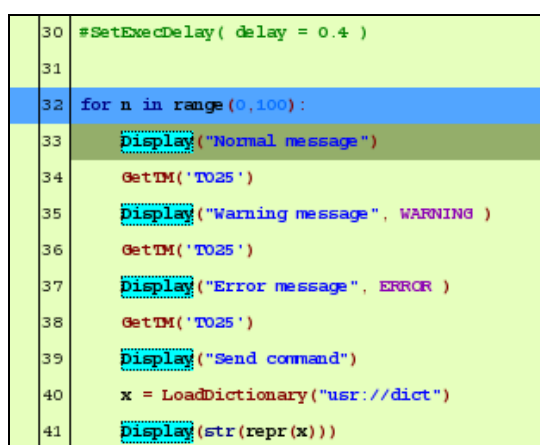 30 #SetExecDelay( delay = 0.4 )
31
32 for n in range(0,100):
33 Display("Normal message")
34 GetTM('T025')
35 Display("Warning message", WARNING )
36 GetTM('T025')
37 Display("Error message", ERROR )
38 GetTM('T025')
39 Display("Send command")
40 x = LoadDictionary("usr://dict")
41 Display(str(repr(x)))